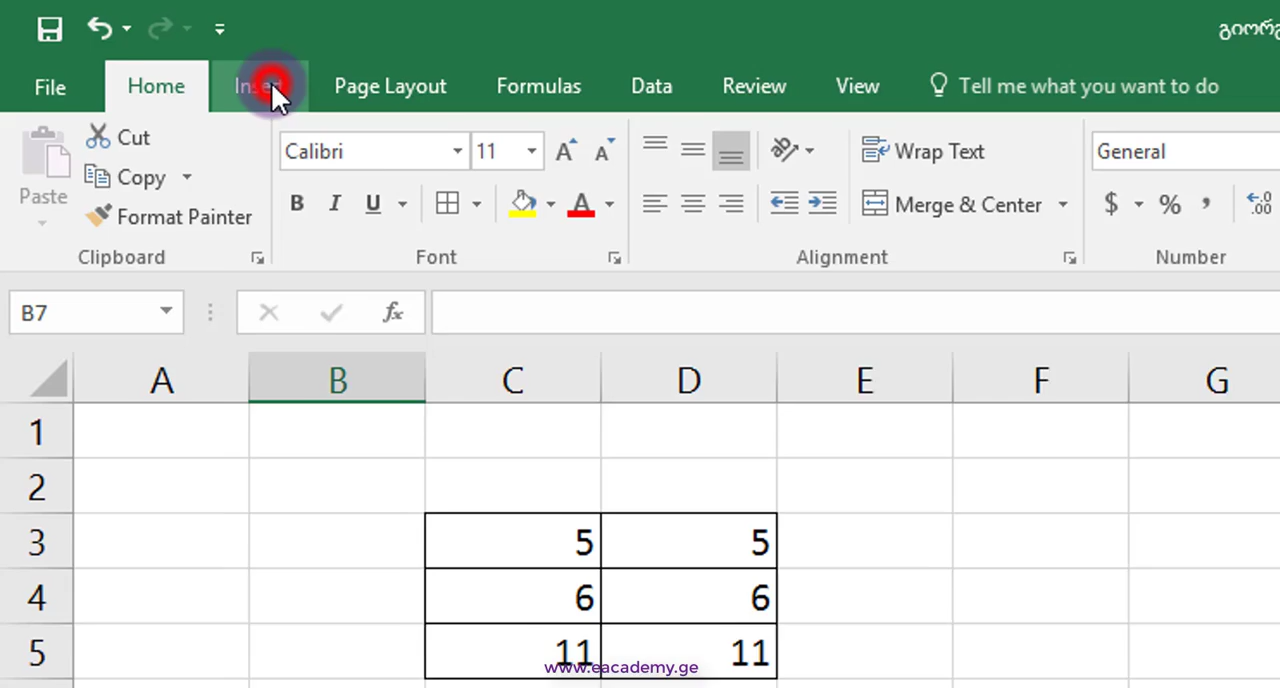 გიორგ
File Home Insert Page Layout Formulas Data Review View Tell me what you want to do
Cut
Calibri 11 Wrap Text General
Copy
Paste
B I U A Merge & Center $ % , .00
Format Painter
Clipboard Font Alignment Number
B7 fx
A B C D E F G
1
2
3 5 5
4 6 6
5 11 11
www.eacademy.ge